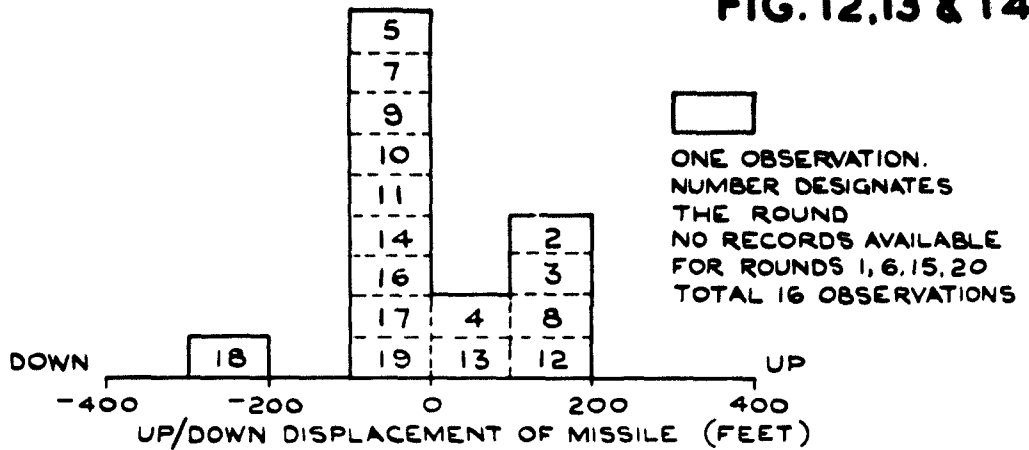 FIG. 12,13 & 14
5
7
9
10
11
14 2
16 3
17 4 8
18 19 13 12
DOWN UP
-400 -200 0 200 400
UP/DOWN DISPLACEMENT OF MISSILE (FEET)
ONE OBSERVATION.
NUMBER DESIGNATES
THE ROUND
NO RECORDS AVAILABLE
FOR ROUNDS 1, 6, 15, 20
TOTAL 16 OBSERVATIONS